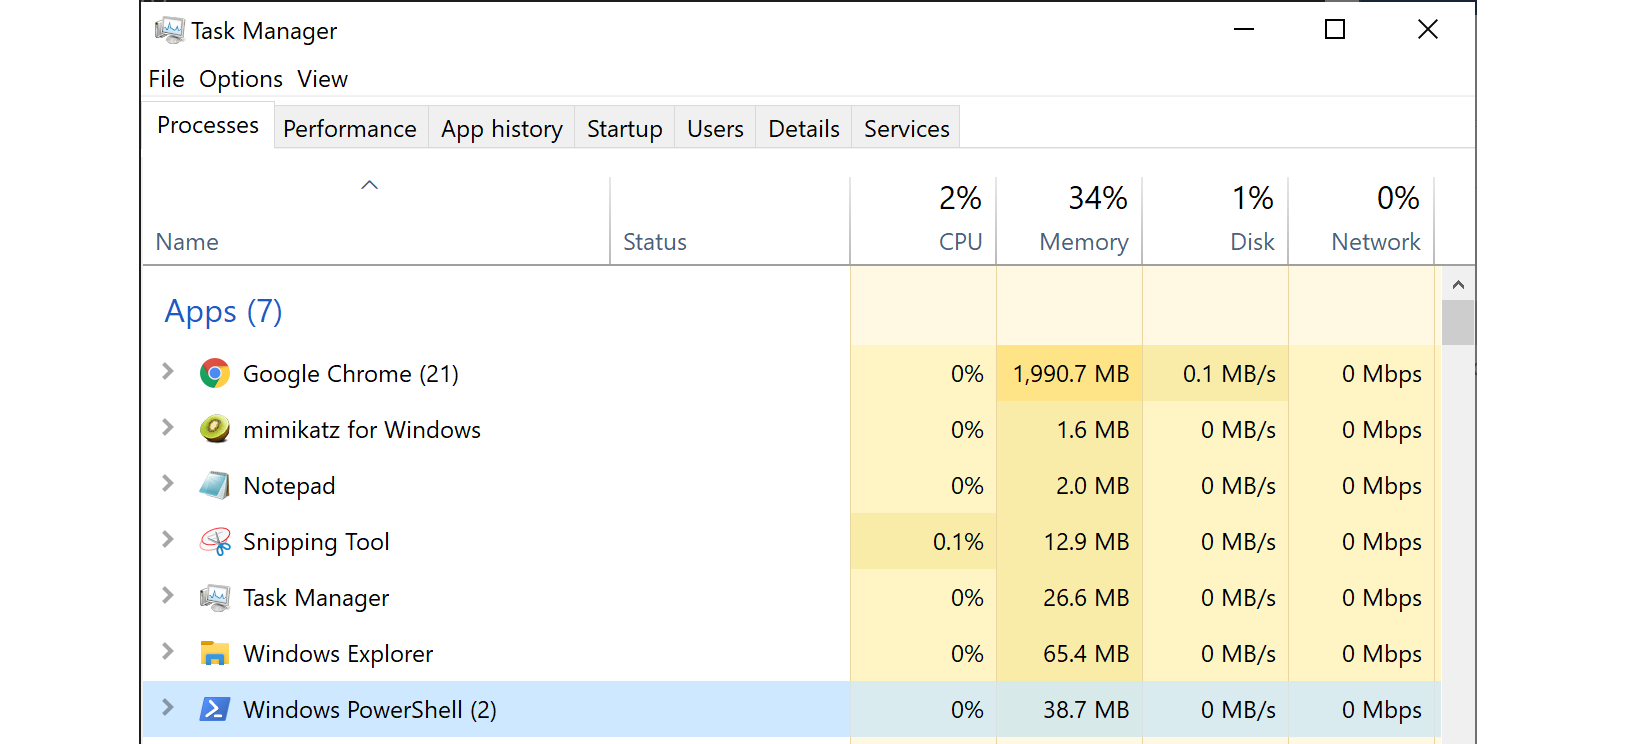 Task Manager
File Options View
Processes Performance App history Startup Users Details Services
2% 34% 1% 0%
Name Status CPU Memory Disk Network
Apps (7)
Google Chrome (21) 0% 1,990.7 MB 0.1 MB/s 0 Mbps
mimikatz for Windows 0% 1.6 MB 0 MB/s 0 Mbps
Notepad 0% 2.0 MB 0 MB/s 0 Mbps
Snipping Tool 0.1% 12.9 MB 0 MB/s 0 Mbps
Task Manager 0% 26.6 MB 0 MB/s 0 Mbps
Windows Explorer 0% 65.4 MB 0 MB/s 0 Mbps
Windows PowerShell (2) 0% 38.7 MB 0 MB/s 0 Mbps